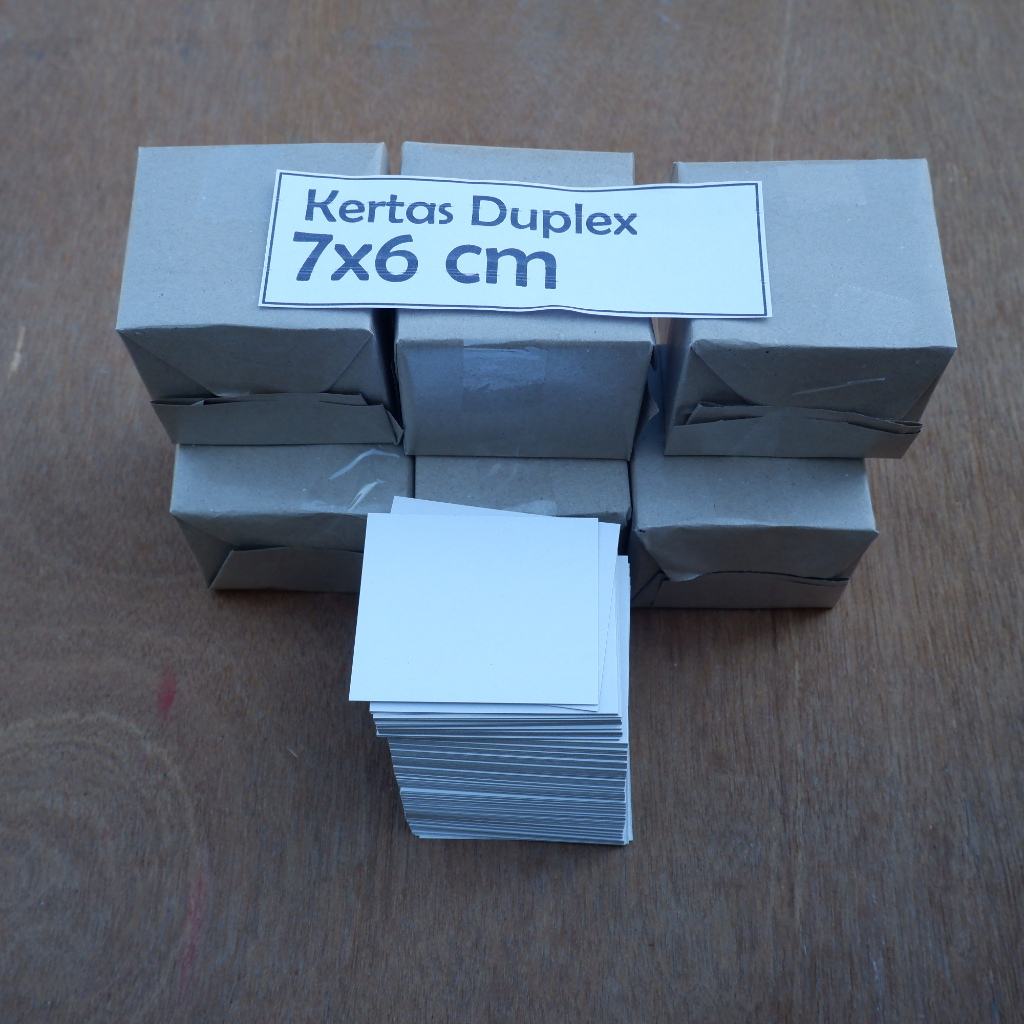 Kertas Duplex
7x6 cm